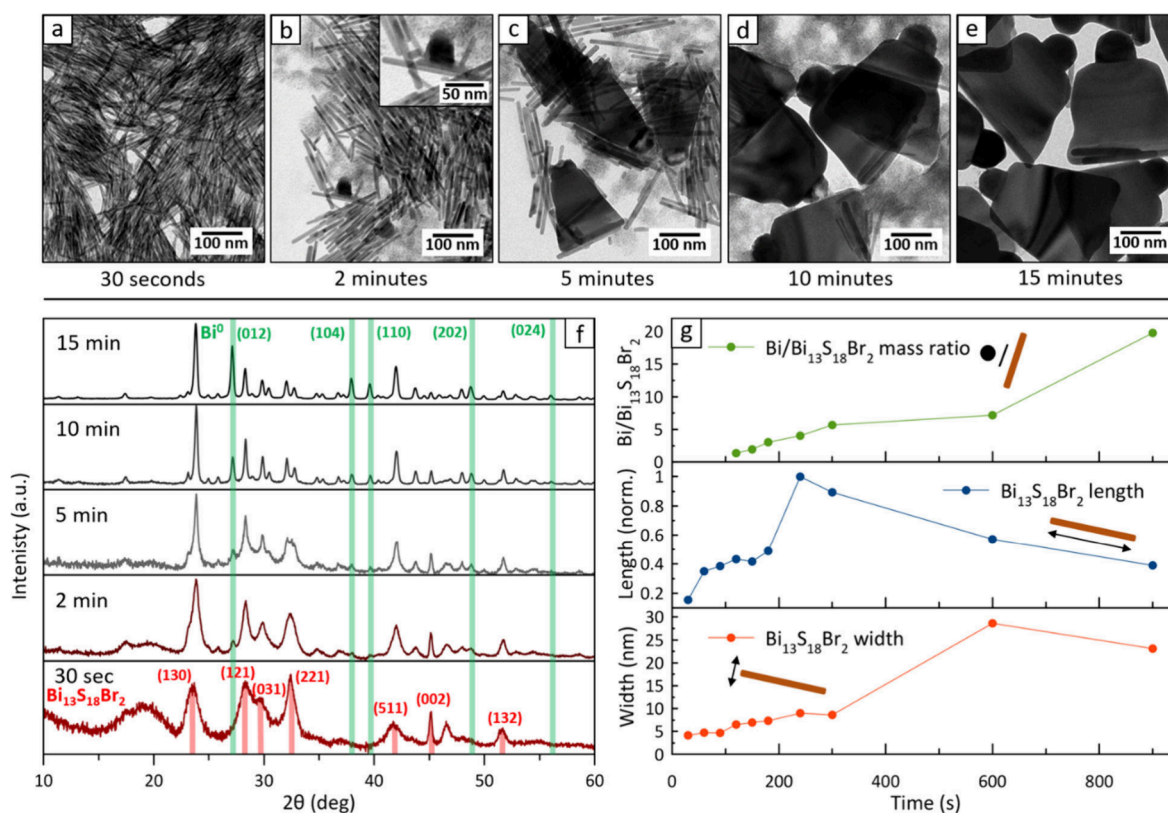 a
b
c
d
e
50 nm
100 nm
100 nm
100 nm
100 nm
100 nm
30 seconds
2 minutes
5 minutes
10 minutes
15 minutes
f
15 min
Bi⁰
(012)
(104)
(110)
(202)
(024)
10 min
5 min
2 min
30 sec
Bi₁₃S₁₈Br₂
(130)
(121)
(031)
(221)
(511)
(002)
(132)
Intenisty (a.u.)
10 20 30 40 50 60
2θ (deg)
g
Bi/Bi₁₃S₁₈Br₂ mass ratio
/
Bi/Bi₁₃S₁₈Br₂
20
15
10
5
0
Bi₁₃S₁₈Br₂ length
Length (norm.)
1
0.8
0.6
0.4
0.2
Bi₁₃S₁₈Br₂ width
Width (nm)
30
25
20
15
10
5
0
0 200 400 600 800
Time (s)